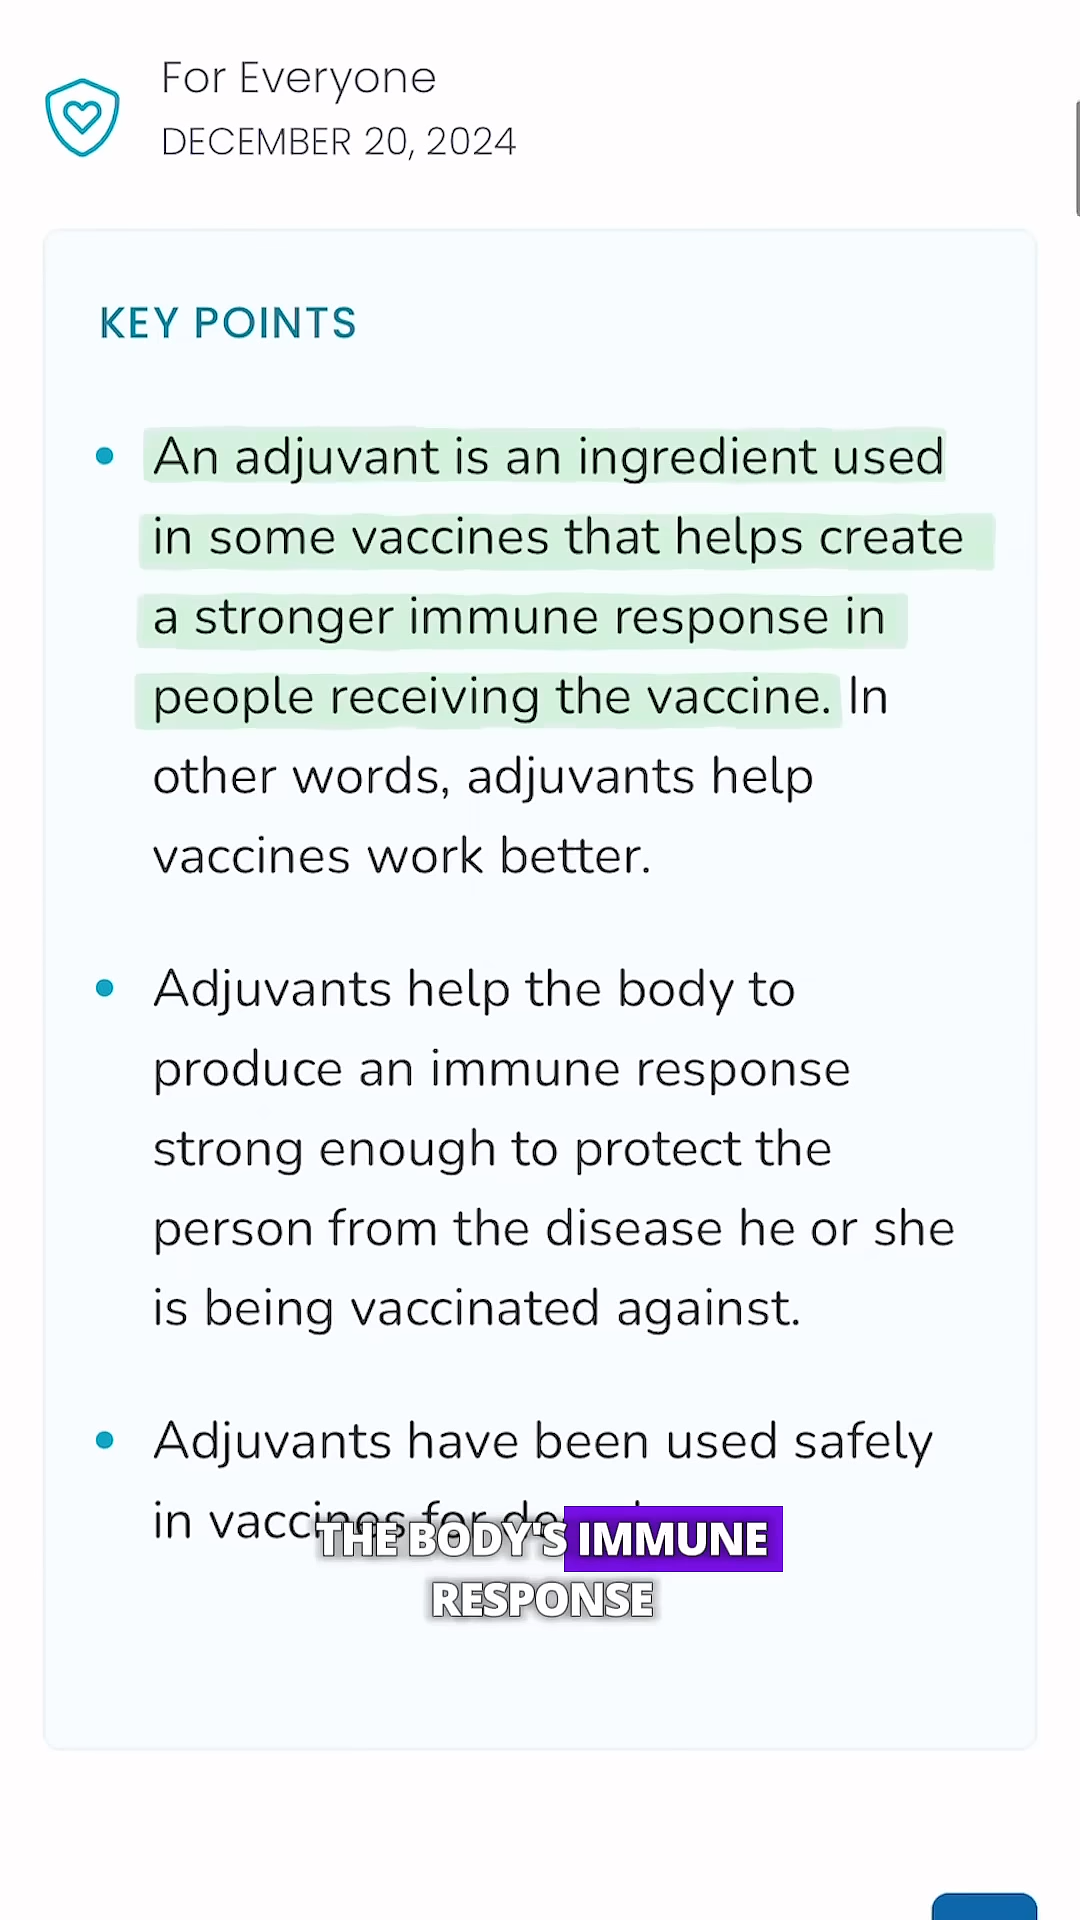 For Everyone
DECEMBER 20, 2024
KEY POINTS
An adjuvant is an ingredient used
in some vaccines that helps create
a stronger immune response in
people receiving the vaccine. In
other words, adjuvants help
vaccines work better.
Adjuvants help the body to
produce an immune response
strong enough to protect the
person from the disease he or she
is being vaccinated against.
Adjuvants have been used safely
in vaccines for
THE BODY'S IMMUNE
RESPONSE